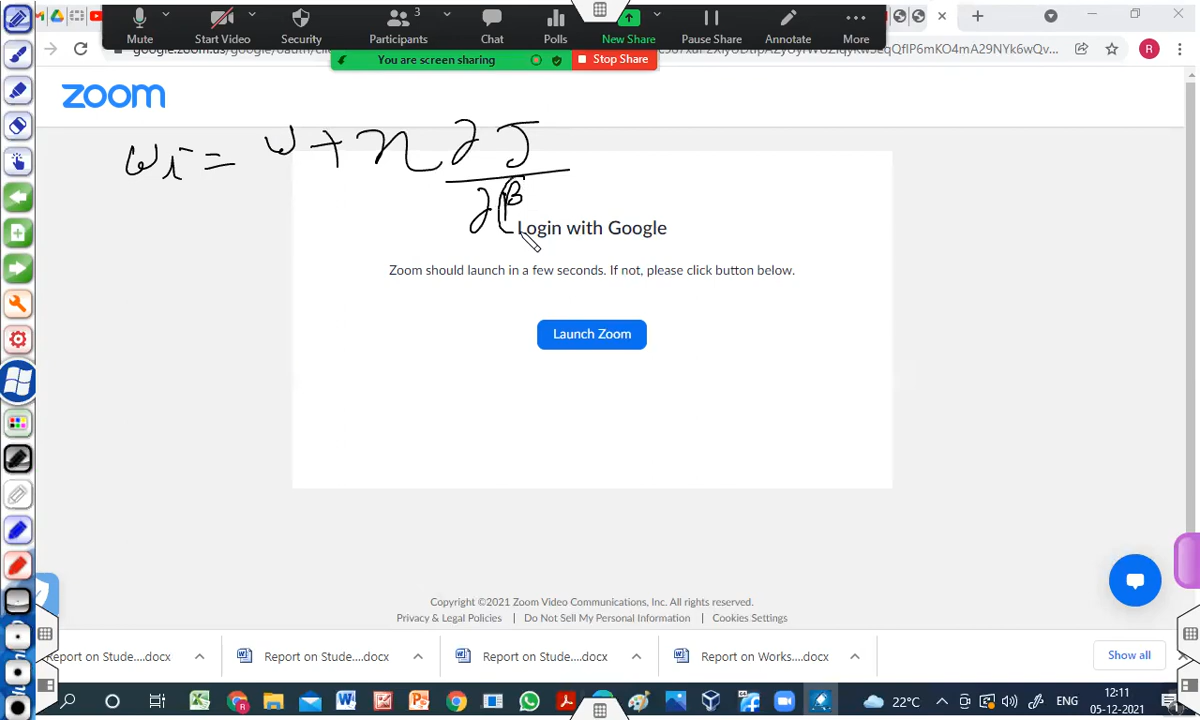 Mute
Start Video
Security
Participants
3
Chat
Polls
New Share
Pause Share
Annotate
More
You are screen sharing
Stop Share
R
zoom
Login with Google
Zoom should launch in a few seconds. If not, please click button below.
Launch Zoom
Copyright ©2021 Zoom Video Communications, Inc. All rights reserved.
Privacy & Legal Policies | Do Not Sell My Personal Information | Cookies Settings
Report on Stude....docx
Report on Stude....docx
Report on Stude....docx
Report on Works....docx
Show all
22°C
ENG
12:11
05-12-2021